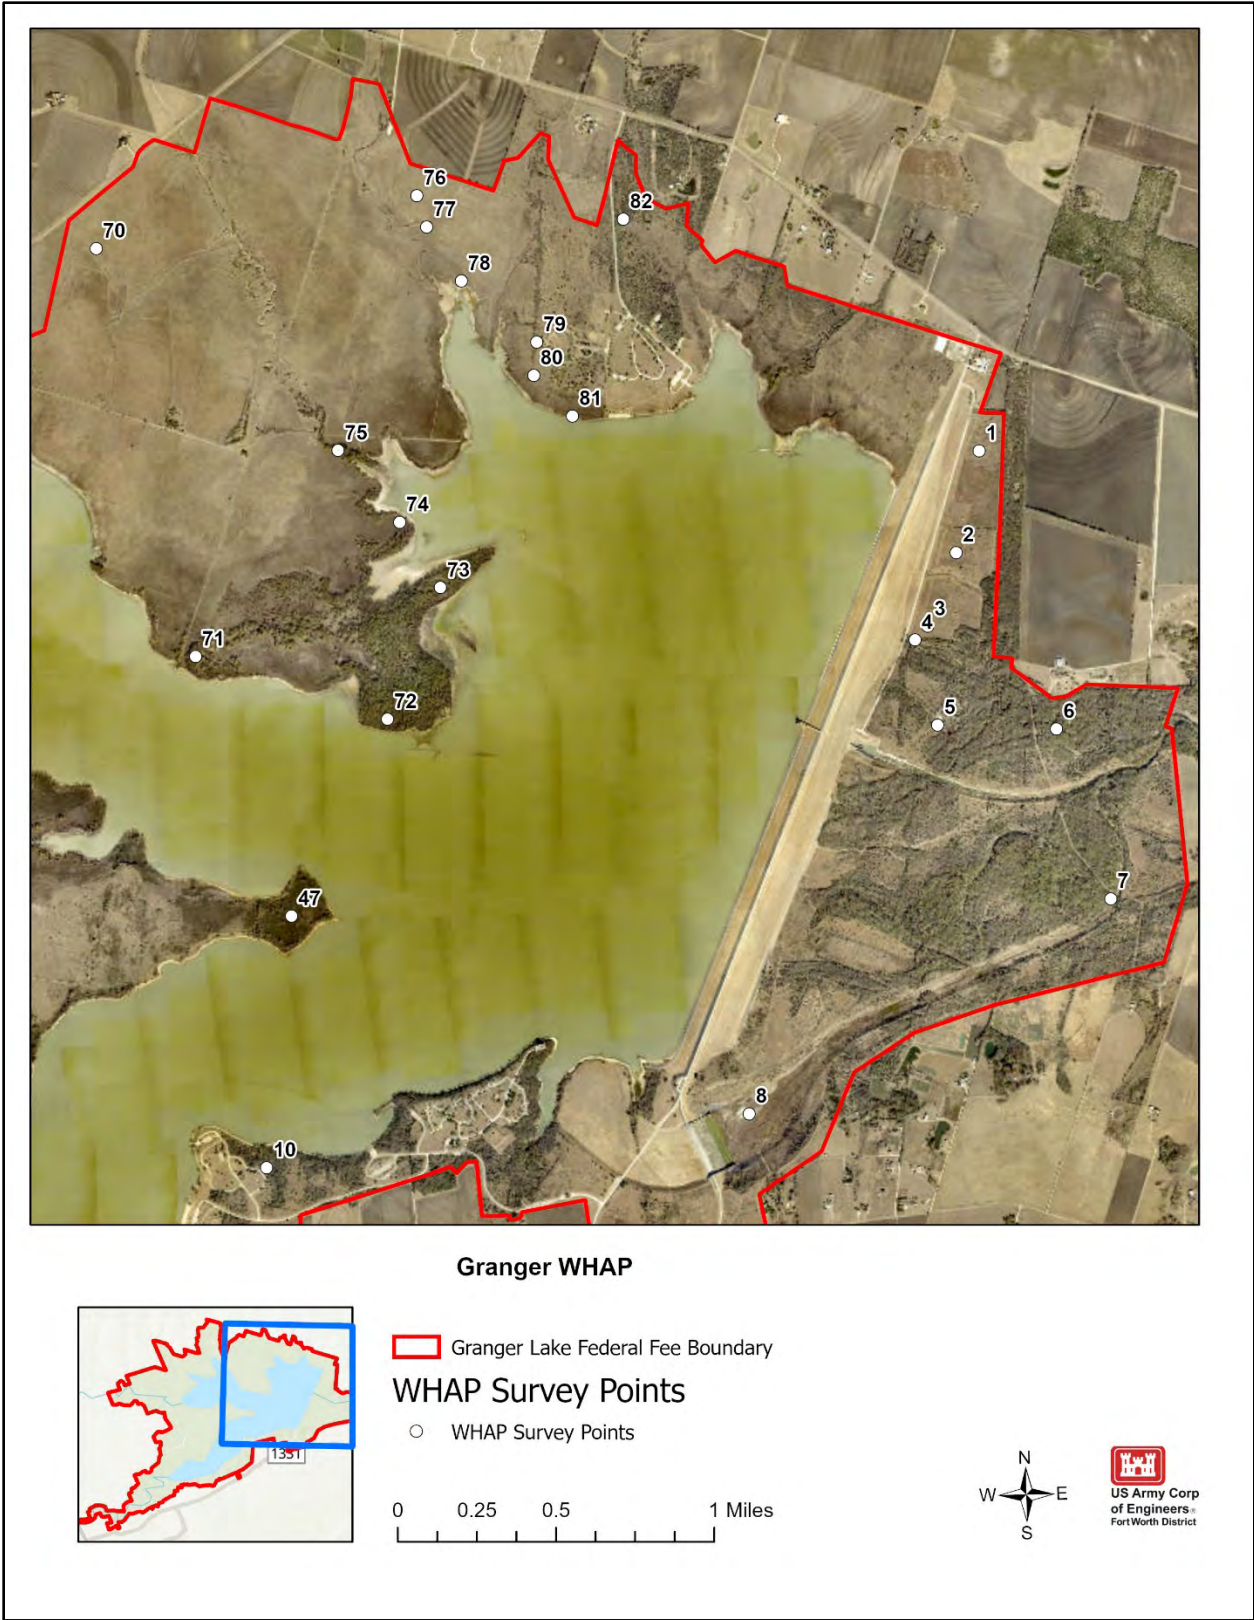 76
82
77
70
78
79
80
81
1
75
74
2
73
3
4
71
72
5
6
7
47
8
10
Granger WHAP
Granger Lake Federal Fee Boundary
WHAP Survey Points
WHAP Survey Points
1331
N
W E
S
US Army Corp
of Engineers®
Fort Worth District
0 0.25 0.5 1 Miles